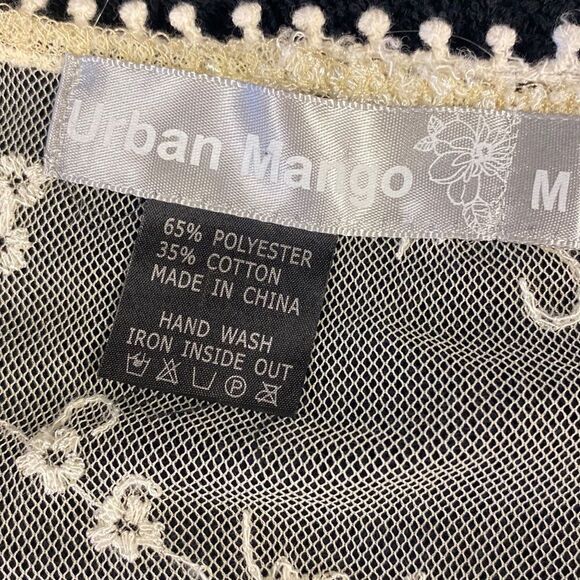 Urban Mango
M
65% POLYESTER
35% COTTON
MADE IN CHINA
HAND WASH
IRON INSIDE OUT
P